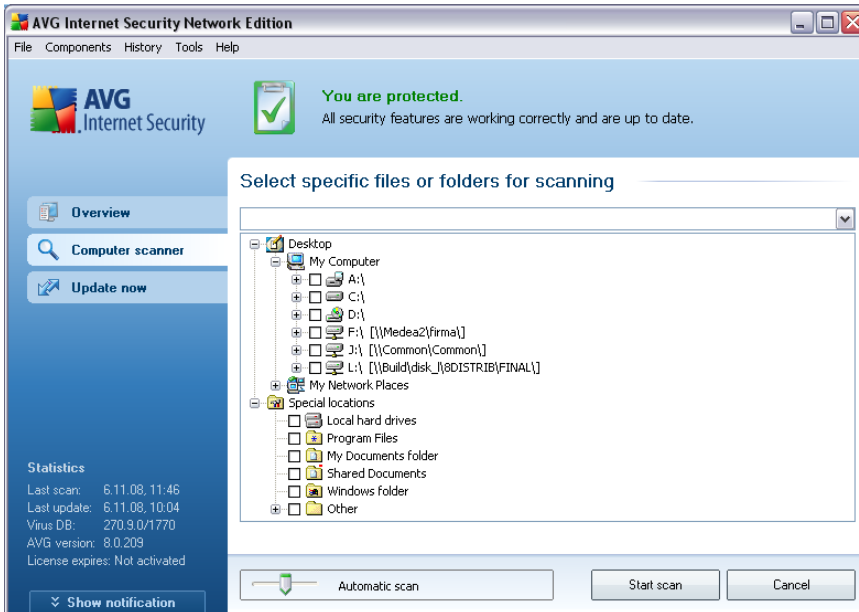 AVG Internet Security Network Edition
File Components History Tools Help
AVG
Internet Security
You are protected.
All security features are working correctly and are up to date.
Overview
Computer scanner
Update now
Select specific files or folders for scanning
Desktop
My Computer
A:\
C:\
D:\
F:\ [\\Medea2\firma\]
J:\ [\\Common\Common\]
L:\ [\\Build\disk_l\8DISTRIB\FINAL\]
My Network Places
Special locations
Local hard drives
Program Files
My Documents folder
Shared Documents
Windows folder
Other
Statistics
Last scan: 6.11.08, 11:46
Last update: 6.11.08, 10:04
Virus DB: 270.9.0/1770
AVG version: 8.0.209
License expires: Not activated
Show notification
Automatic scan
Start scan
Cancel